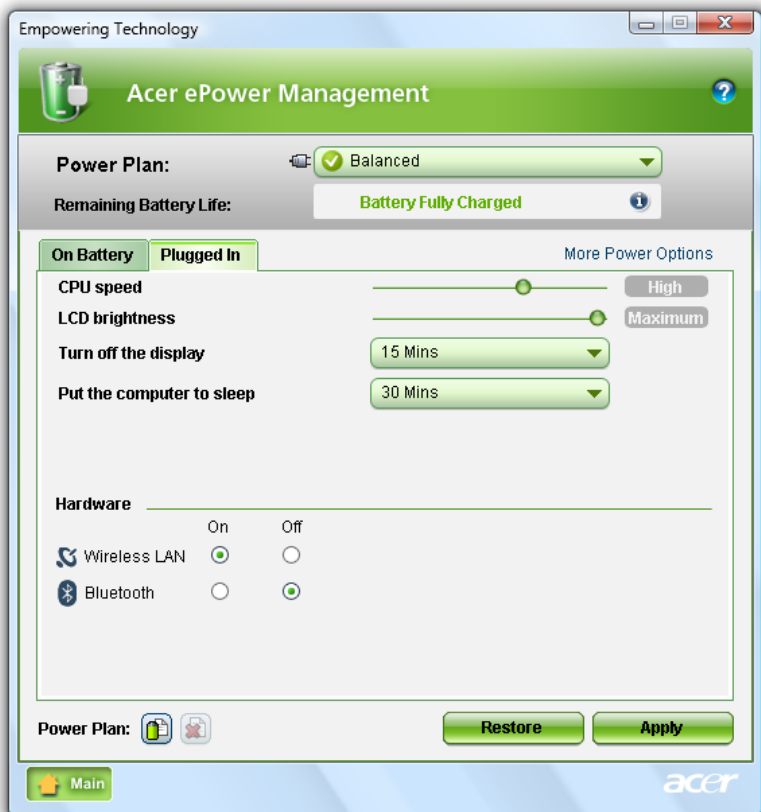 Empowering Technology
Acer ePower Management
Power Plan: Balanced
Remaining Battery Life: Battery Fully Charged
On Battery Plugged In More Power Options
CPU speed High
LCD brightness Maximum
Turn off the display 15 Mins
Put the computer to sleep 30 Mins
Hardware
On Off
Wireless LAN
Bluetooth
Power Plan: Restore Apply
Main acer